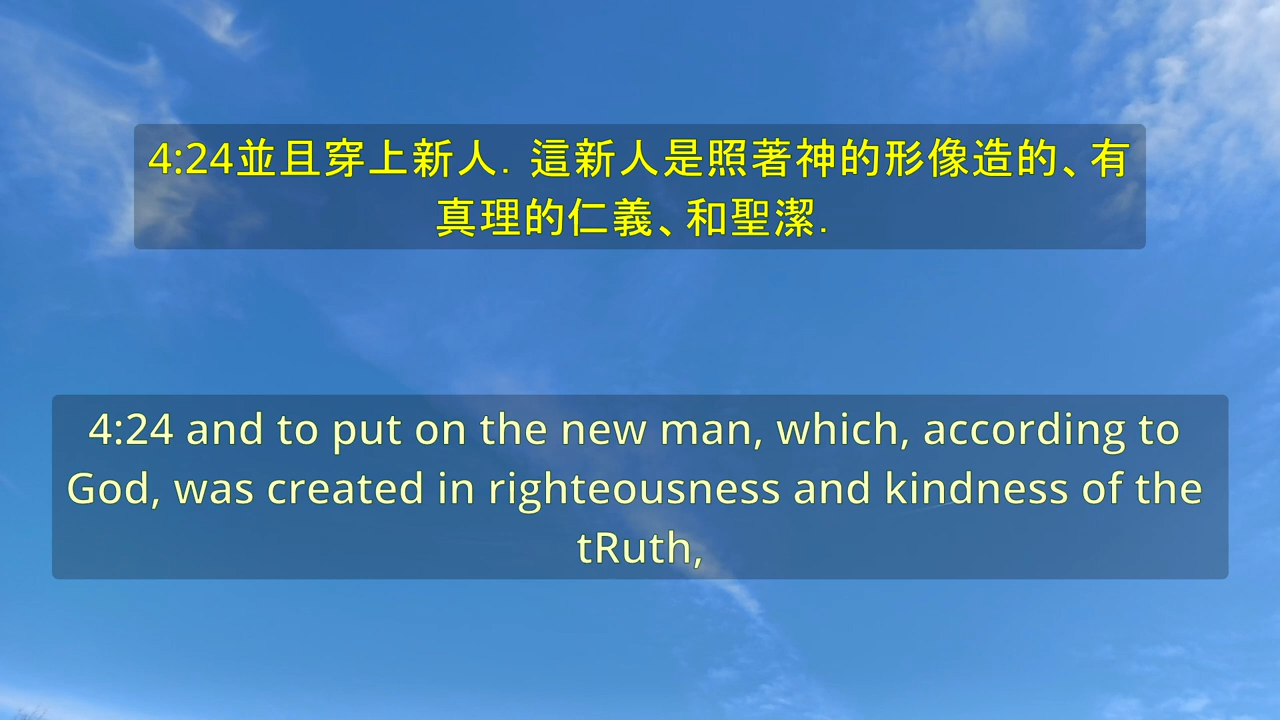 4:24並且穿上新人．這新人是照著神的形像造的、有
真理的仁義、和聖潔．
4:24 and to put on the new man, which, according to
God, was created in righteousness and kindness of the
tRuth,